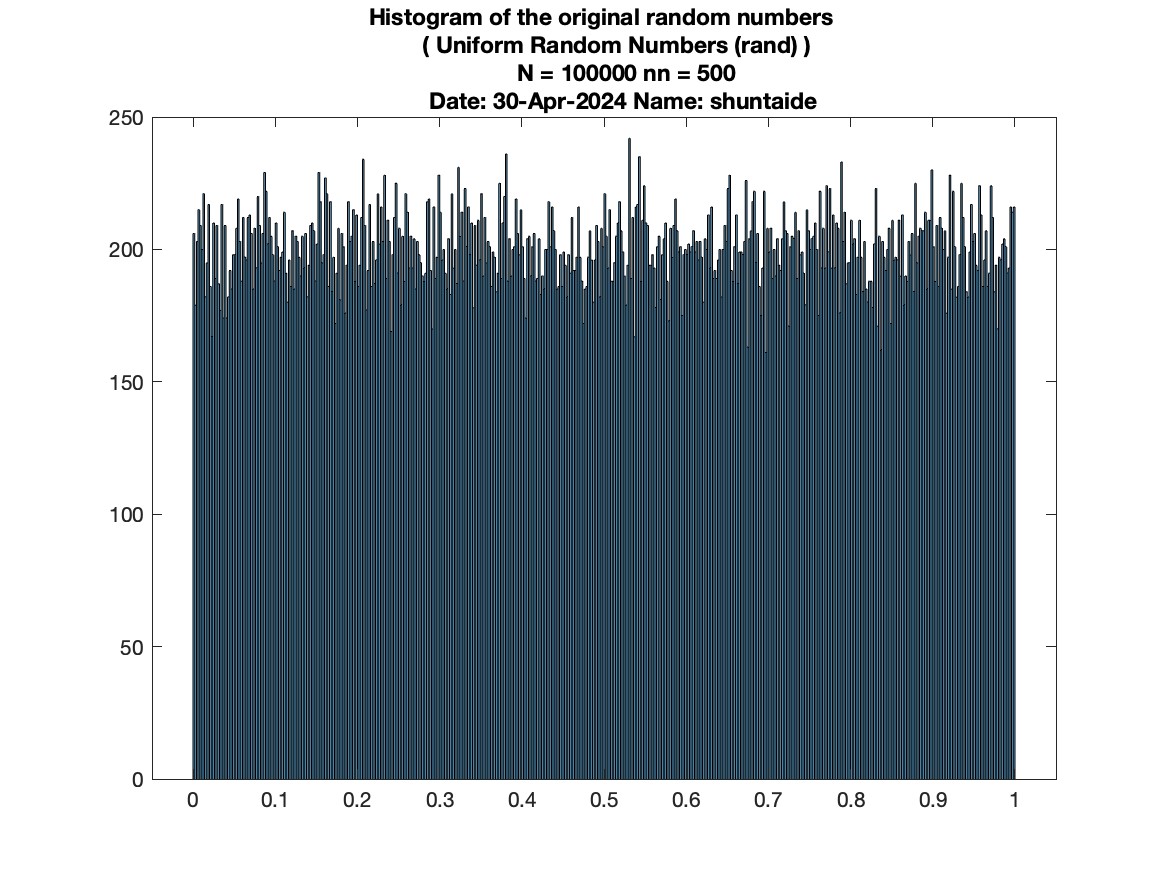 Histogram of the original random numbers
( Uniform Random Numbers (rand) )
N = 100000 nn = 500
Date: 30-Apr-2024 Name: shuntaide
250
200
150
100
50
0
0 0.1 0.2 0.3 0.4 0.5 0.6 0.7 0.8 0.9 1